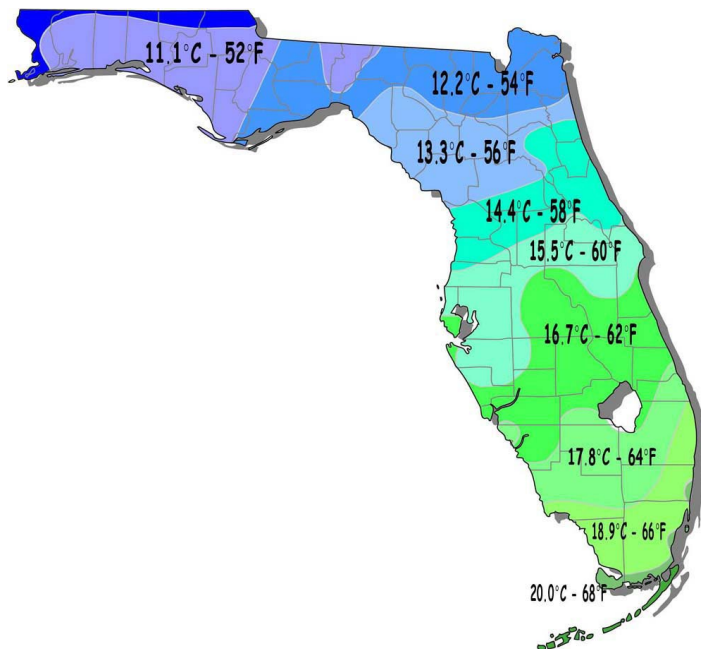 11.1°C - 52°F
12.2°C - 54°F
13.3°C - 56°F
14.4°C - 58°F
15.5°C - 60°F
16.7°C - 62°F
17.8°C - 64°F
18.9°C - 66°F
20.0°C - 68°F